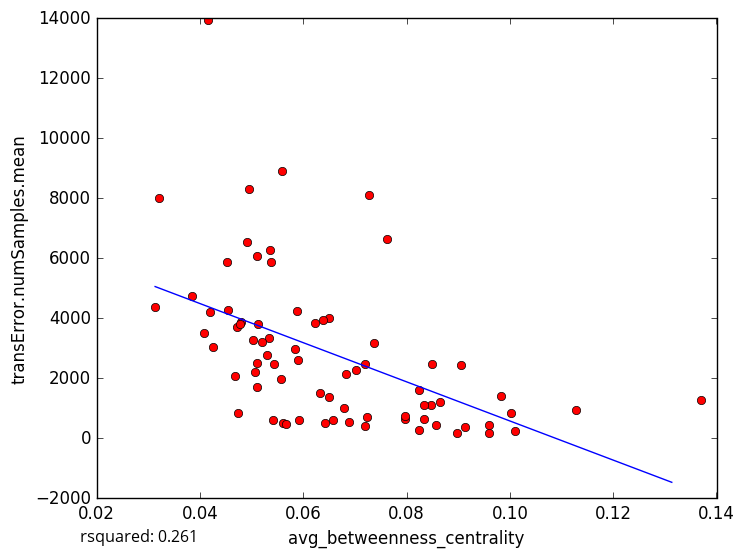 14000
12000
10000
8000
6000
4000
2000
0
−2000
transError.numSamples.mean
0.02 0.04 0.06 0.08 0.10 0.12 0.14
rsquared: 0.261
avg_betweenness_centrality